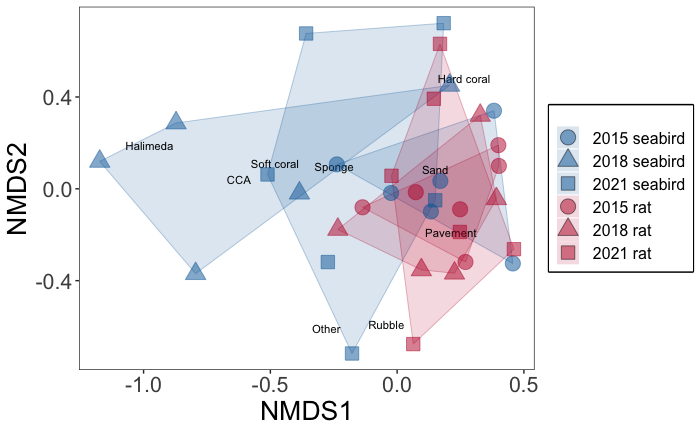 Hard coral
0.4
Halimeda
Soft coral
Sponge
Sand
CCA
0.0
Pavement
-0.4
Other
Rubble
-1.0
-0.5
0.0
0.5
NMDS1
NMDS2
2015 seabird
2018 seabird
2021 seabird
2015 rat
2018 rat
2021 rat